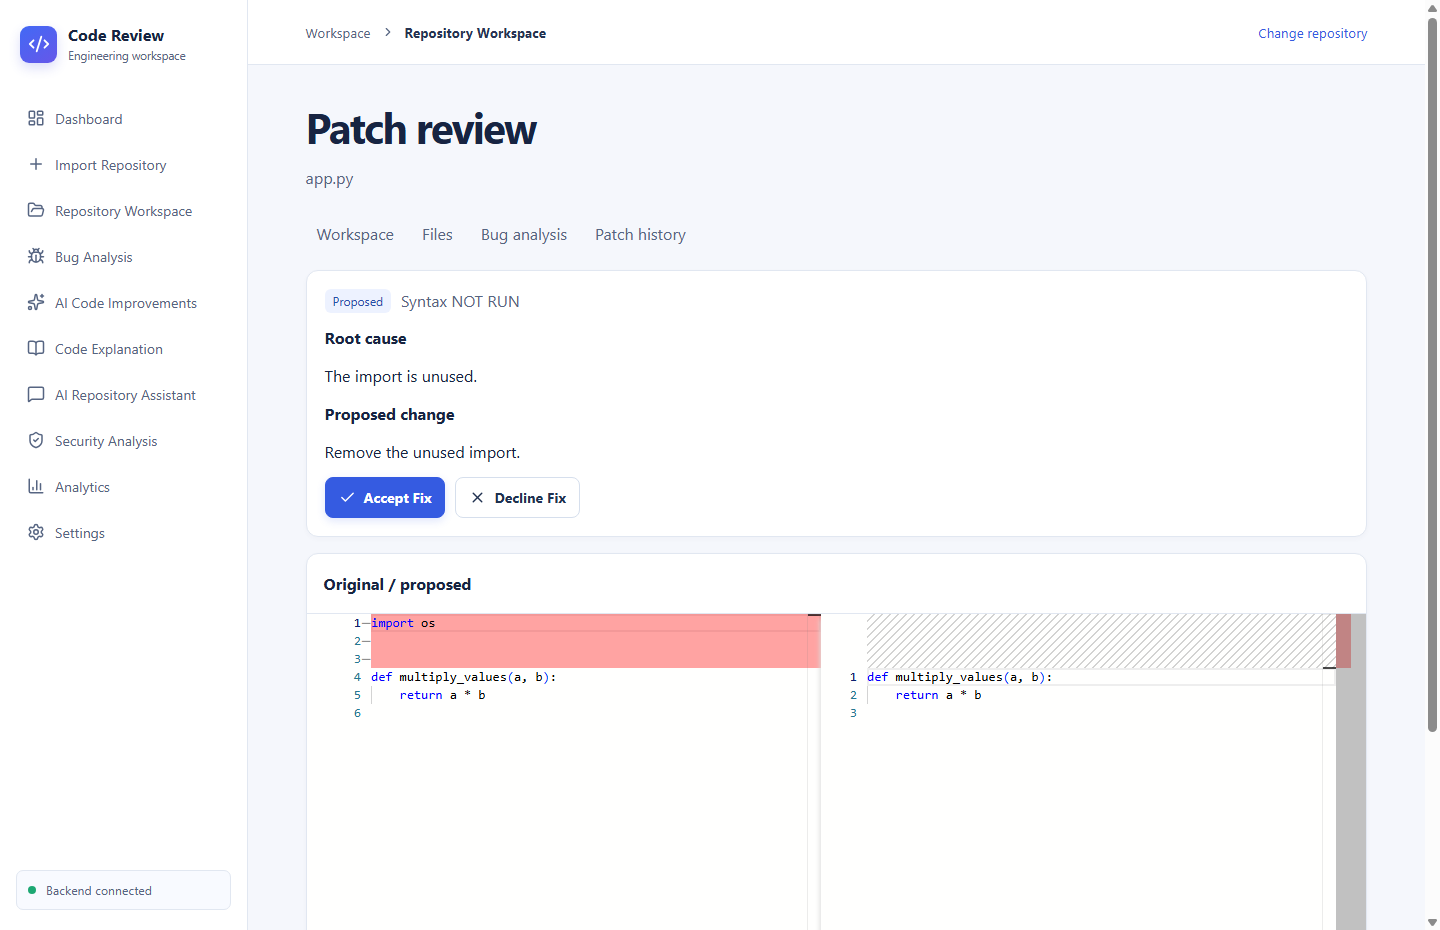 Code Review
Engineering workspace
Dashboard
Import Repository
Repository Workspace
Bug Analysis
AI Code Improvements
Code Explanation
AI Repository Assistant
Security Analysis
Analytics
Settings
Backend connected
Workspace > Repository Workspace
Change repository
Patch review
app.py
Workspace Files Bug analysis Patch history
Proposed Syntax NOT RUN
Root cause
The import is unused.
Proposed change
Remove the unused import.
Accept Fix Decline Fix
Original / proposed
1 import os
2
3
4 def multiply_values(a, b):
5     return a * b
6
1 def multiply_values(a, b):
2     return a * b
3